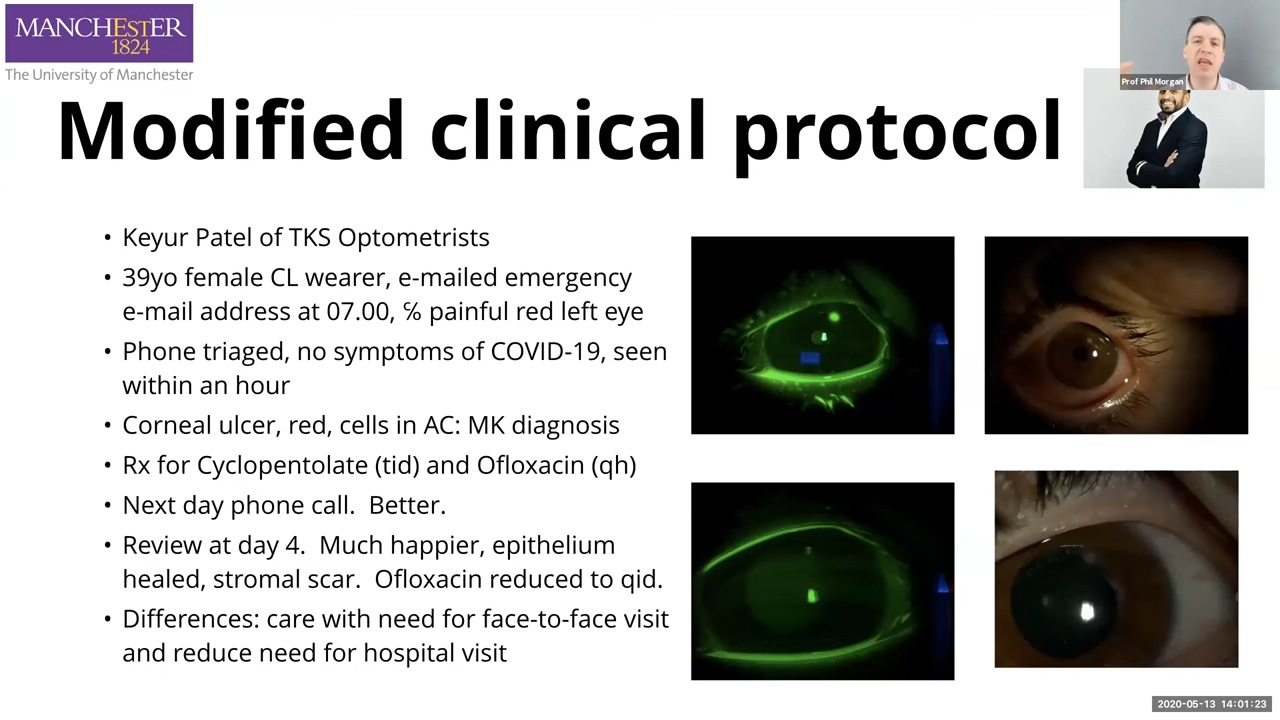 MANCHEStER
1824
The University of Manchester
Prof Phil Morgan
Modified clinical protocol
• Keyur Patel of TKS Optometrists
• 39yo female CL wearer, e-mailed emergency
e-mail address at 07.00, ℅ painful red left eye
• Phone triaged, no symptoms of COVID-19, seen
within an hour
• Corneal ulcer, red, cells in AC: MK diagnosis
• Rx for Cyclopentolate (tid) and Ofloxacin (qh)
• Next day phone call.  Better.
• Review at day 4.  Much happier, epithelium
healed, stromal scar.  Ofloxacin reduced to qid.
• Differences: care with need for face-to-face visit
and reduce need for hospital visit
2020-05-13 14:01:23